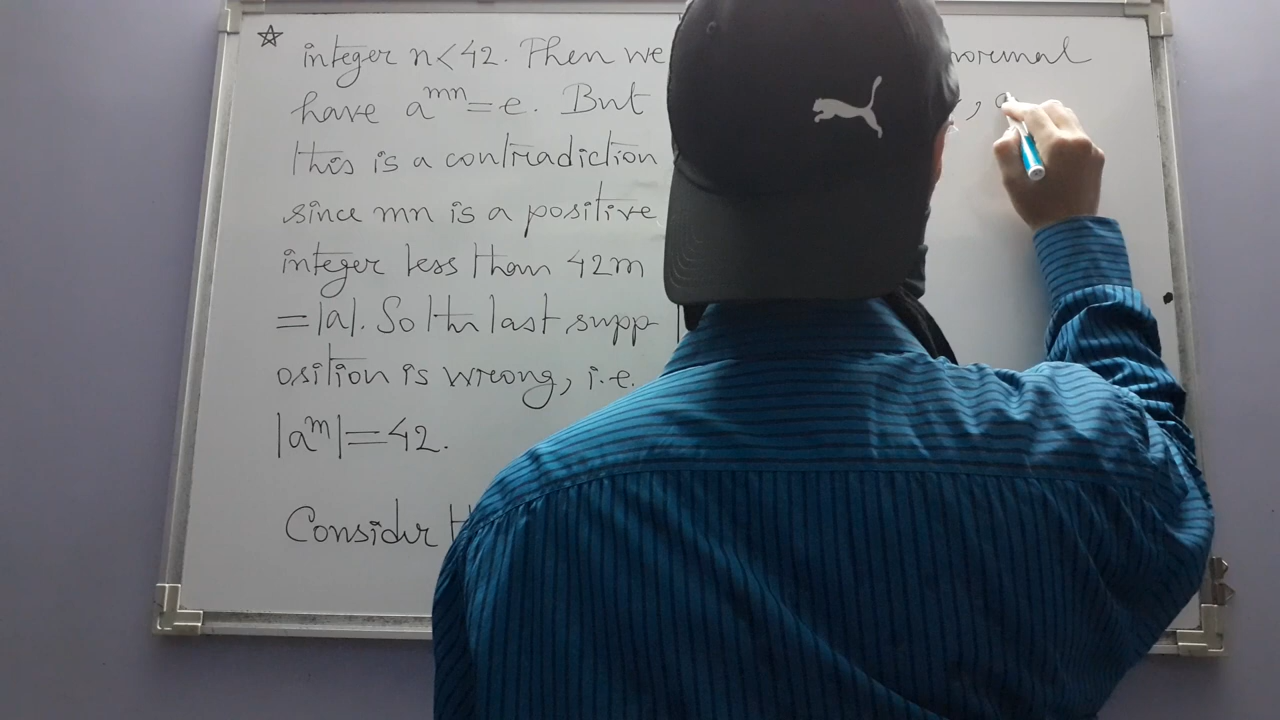 integer n<42. Then we
have a^mn=e. But
this is a contradiction
since mn is a positive
integer less than 42m
=|a|. So the last supp-
osition is wrong, i.e.
|a^m|=42.
Consider
normal
,